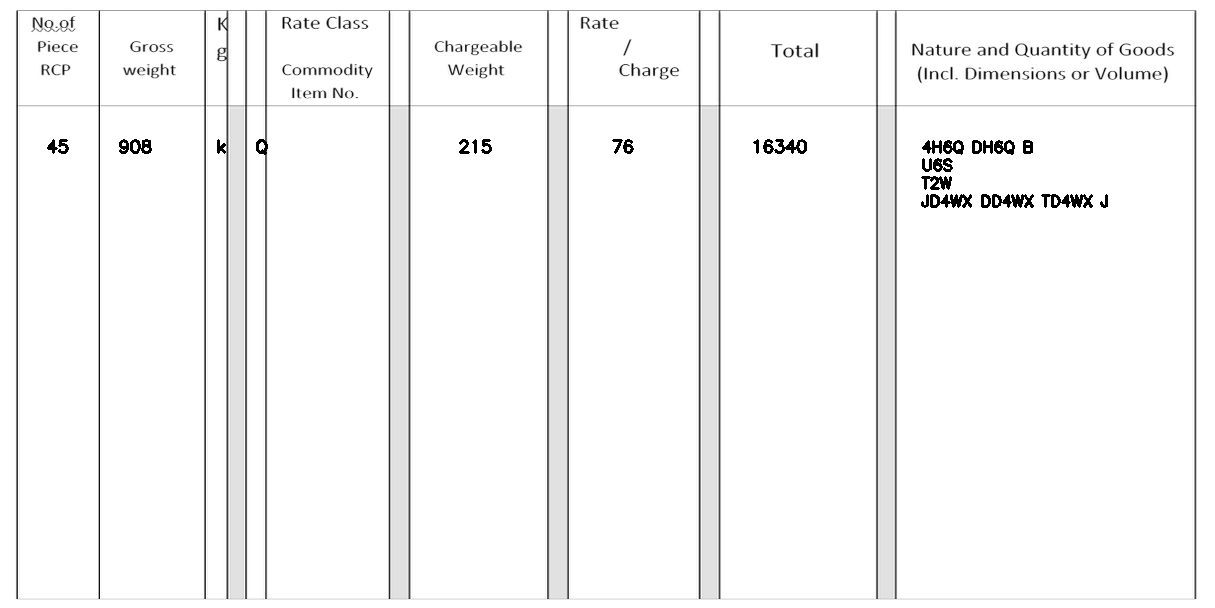 No.of Piece RCP
Gross weight
K g
Rate Class
Commodity Item No.
Chargeable Weight
Rate / Charge
Total
Nature and Quantity of Goods
(Incl. Dimensions or Volume)
45 908 k Q 215 76 16340 4H6Q DH6Q B
U6S
T2W
JD4WX DD4WX TD4WX J